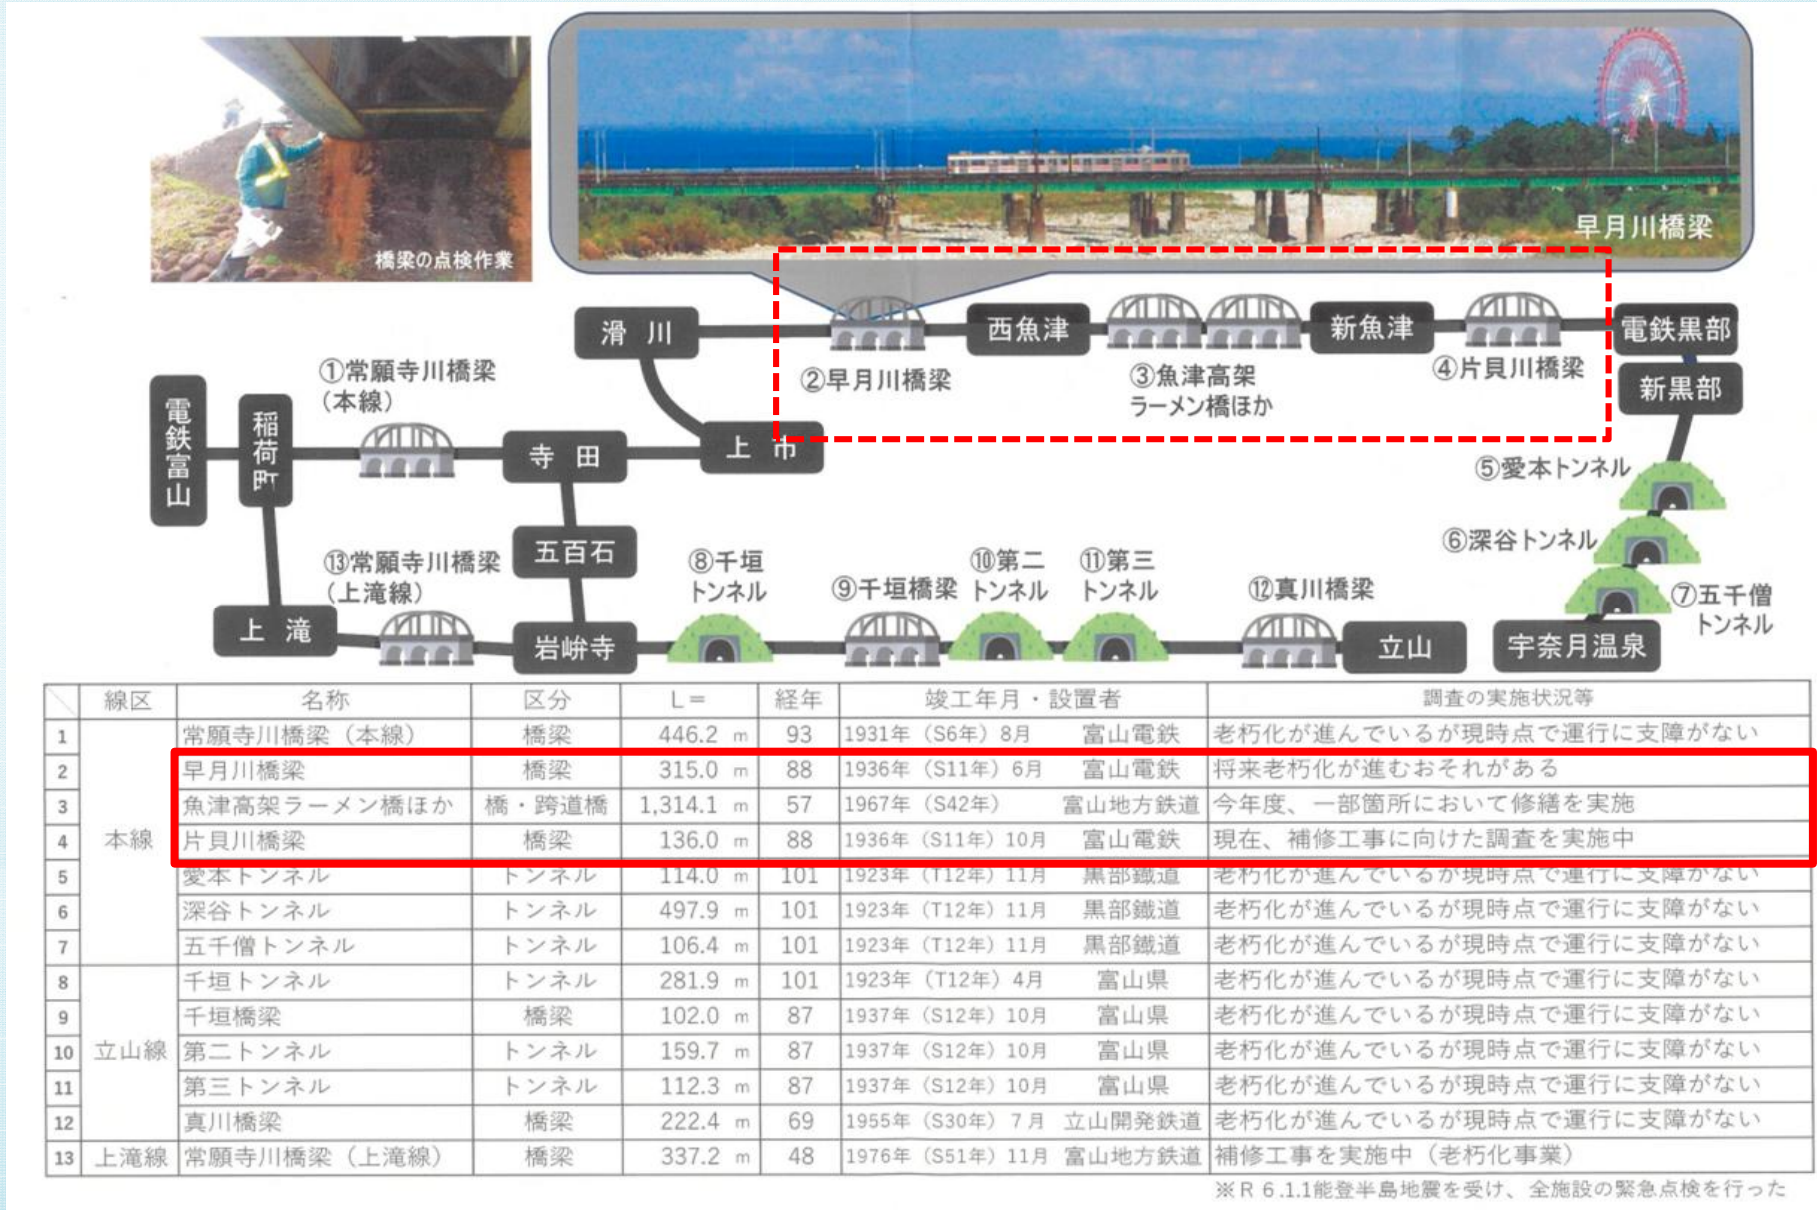 橋梁の点検作業
早月川橋梁
滑川
西魚津
新魚津
電鉄黒部
新黒部
②早月川橋梁
③魚津高架
ラーメン橋ほか
④片貝川橋梁
①常願寺川橋梁
(本線)
電鉄富山
稲荷町
寺田
上市
⑤愛本トンネル
⑥深谷トンネル
⑦五千僧
トンネル
宇奈月温泉
五百石
⑬常願寺川橋梁
(上滝線)
上滝
岩峅寺
⑧千垣
トンネル
⑨千垣橋梁
⑩第二
トンネル
⑪第三
トンネル
⑫真川橋梁
立山
線区 名称 区分 L= 経年 竣工年月・設置者 調査の実施状況等
1 常願寺川橋梁(本線) 橋梁 446.2 m 93 1931年(S6年)8月 富山電鉄 老朽化が進んでいるが現時点で運行に支障がない
2 早月川橋梁 橋梁 315.0 m 88 1936年(S11年)6月 富山電鉄 将来老朽化が進むおそれがある
3 魚津高架ラーメン橋ほか 橋・跨道橋 1,314.1 m 57 1967年(S42年) 富山地方鉄道 今年度、一部箇所において修繕を実施
4 本線 片貝川橋梁 橋梁 136.0 m 88 1936年(S11年)10月 富山電鉄 現在、補修工事に向けた調査を実施中
5 愛本トンネル トンネル 114.0 m 101 1923年(T12年)11月 黒部鐵道 老朽化が進んでいるが現時点で運行に支障がない
6 深谷トンネル トンネル 497.9 m 101 1923年(T12年)11月 黒部鐵道 老朽化が進んでいるが現時点で運行に支障がない
7 五千僧トンネル トンネル 106.4 m 101 1923年(T12年)11月 黒部鐵道 老朽化が進んでいるが現時点で運行に支障がない
8 千垣トンネル トンネル 281.9 m 101 1923年(T12年)4月 富山県 老朽化が進んでいるが現時点で運行に支障がない
9 千垣橋梁 橋梁 102.0 m 87 1937年(S12年)10月 富山県 老朽化が進んでいるが現時点で運行に支障がない
10 立山線 第二トンネル トンネル 159.7 m 87 1937年(S12年)10月 富山県 老朽化が進んでいるが現時点で運行に支障がない
11 第三トンネル トンネル 112.3 m 87 1937年(S12年)10月 富山県 老朽化が進んでいるが現時点で運行に支障がない
12 真川橋梁 橋梁 222.4 m 69 1955年(S30年)7月 立山開発鉄道 老朽化が進んでいるが現時点で運行に支障がない
13 上滝線 常願寺川橋梁(上滝線) 橋梁 337.2 m 48 1976年(S51年)11月 富山地方鉄道 補修工事を実施中(老朽化事業)
※R 6.1.1能登半島地震を受け、全施設の緊急点検を行った